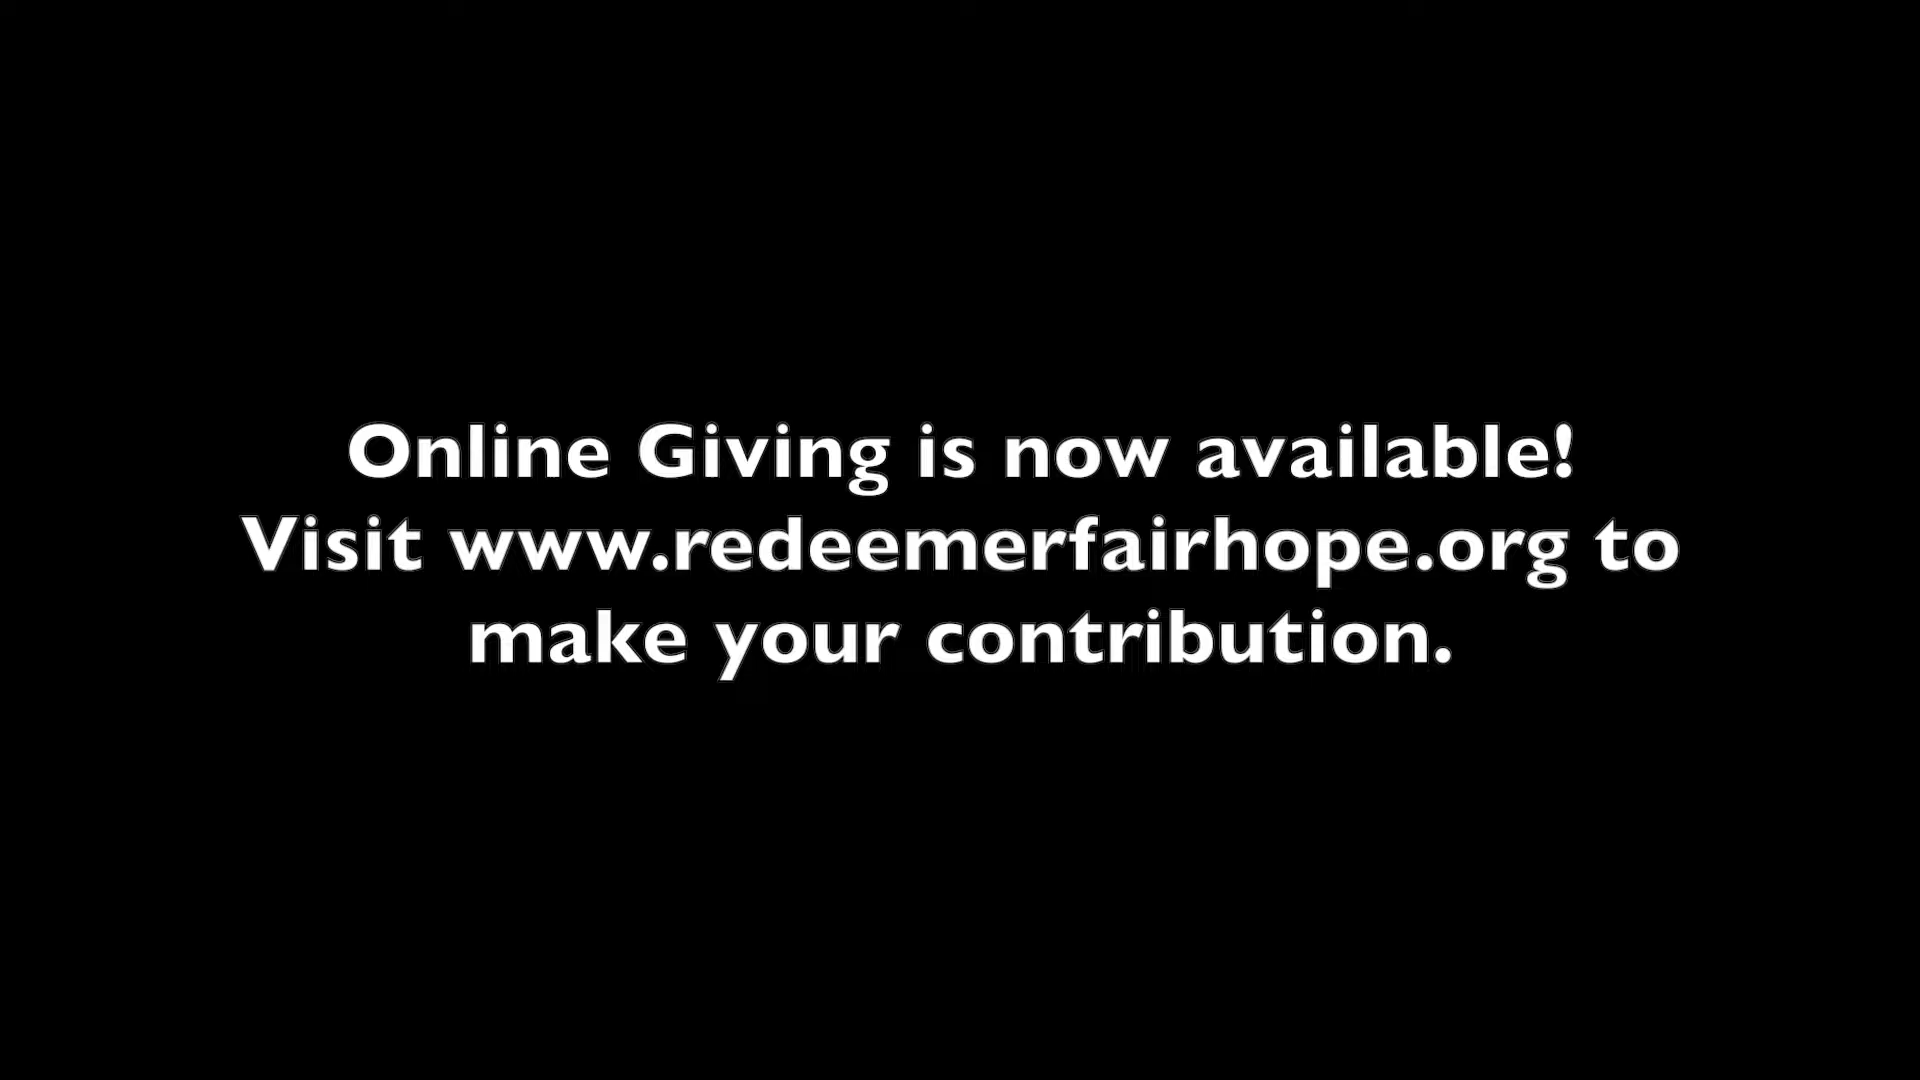 Online Giving is now available!
Visit www.redeemerfairhope.org to
make your contribution.